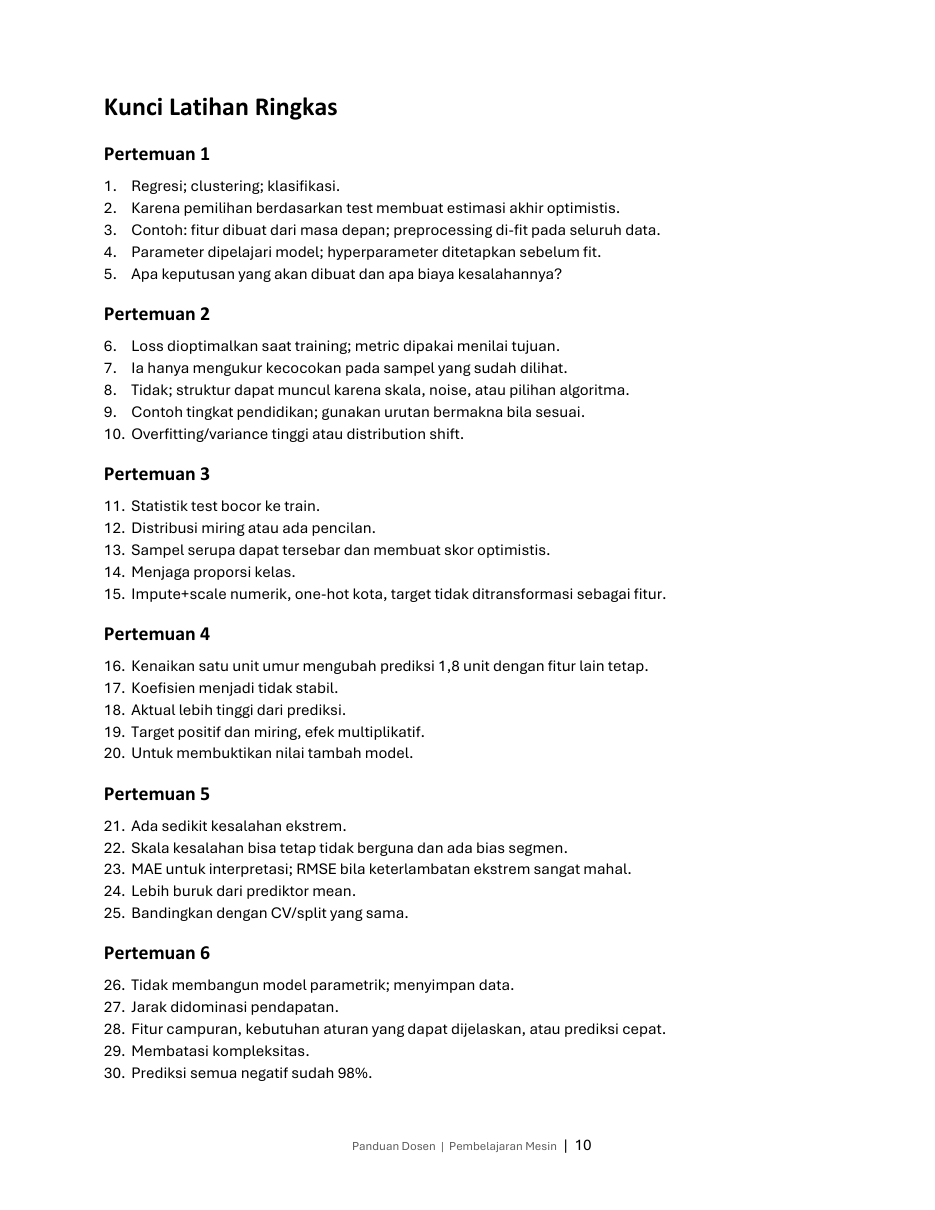 Kunci Latihan Ringkas
Pertemuan 1
1. Regresi; clustering; klasifikasi.
2. Karena pemilihan berdasarkan test membuat estimasi akhir optimistis.
3. Contoh: fitur dibuat dari masa depan; preprocessing di-fit pada seluruh data.
4. Parameter dipelajari model; hyperparameter ditetapkan sebelum fit.
5. Apa keputusan yang akan dibuat dan apa biaya kesalahannya?
Pertemuan 2
6. Loss dioptimalkan saat training; metric dipakai menilai tujuan.
7. Ia hanya mengukur kecocokan pada sampel yang sudah dilihat.
8. Tidak; struktur dapat muncul karena skala, noise, atau pilihan algoritma.
9. Contoh tingkat pendidikan; gunakan urutan bermakna bila sesuai.
10. Overfitting/variance tinggi atau distribution shift.
Pertemuan 3
11. Statistik test bocor ke train.
12. Distribusi miring atau ada pencilan.
13. Sampel serupa dapat tersebar dan membuat skor optimistis.
14. Menjaga proporsi kelas.
15. Impute+scale numerik, one-hot kota, target tidak ditransformasi sebagai fitur.
Pertemuan 4
16. Kenaikan satu unit umur mengubah prediksi 1,8 unit dengan fitur lain tetap.
17. Koefisien menjadi tidak stabil.
18. Aktual lebih tinggi dari prediksi.
19. Target positif dan miring, efek multiplikatif.
20. Untuk membuktikan nilai tambah model.
Pertemuan 5
21. Ada sedikit kesalahan ekstrem.
22. Skala kesalahan bisa tetap tidak berguna dan ada bias segmen.
23. MAE untuk interpretasi; RMSE bila keterlambatan ekstrem sangat mahal.
24. Lebih buruk dari prediktor mean.
25. Bandingkan dengan CV/split yang sama.
Pertemuan 6
26. Tidak membangun model parametrik; menyimpan data.
27. Jarak didominasi pendapatan.
28. Fitur campuran, kebutuhan aturan yang dapat dijelaskan, atau prediksi cepat.
29. Membatasi kompleksitas.
30. Prediksi semua negatif sudah 98%.
Panduan Dosen | Pembelajaran Mesin | 10